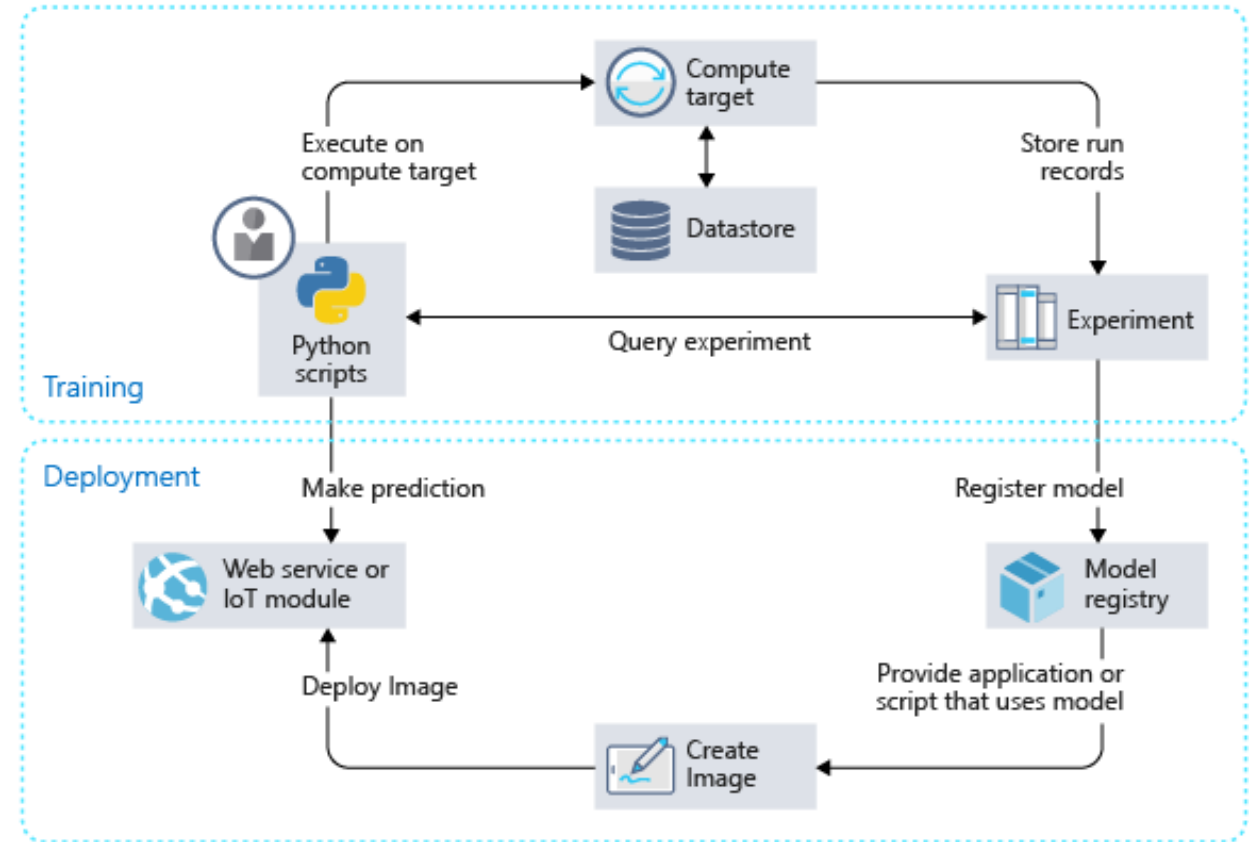 Compute
target
Execute on
compute target
Store run
records
Datastore
Python
scripts
Query experiment
Experiment
Training
Deployment
Make prediction
Register model
Web service or
IoT module
Model
registry
Deploy Image
Provide application or
script that uses model
Create
Image